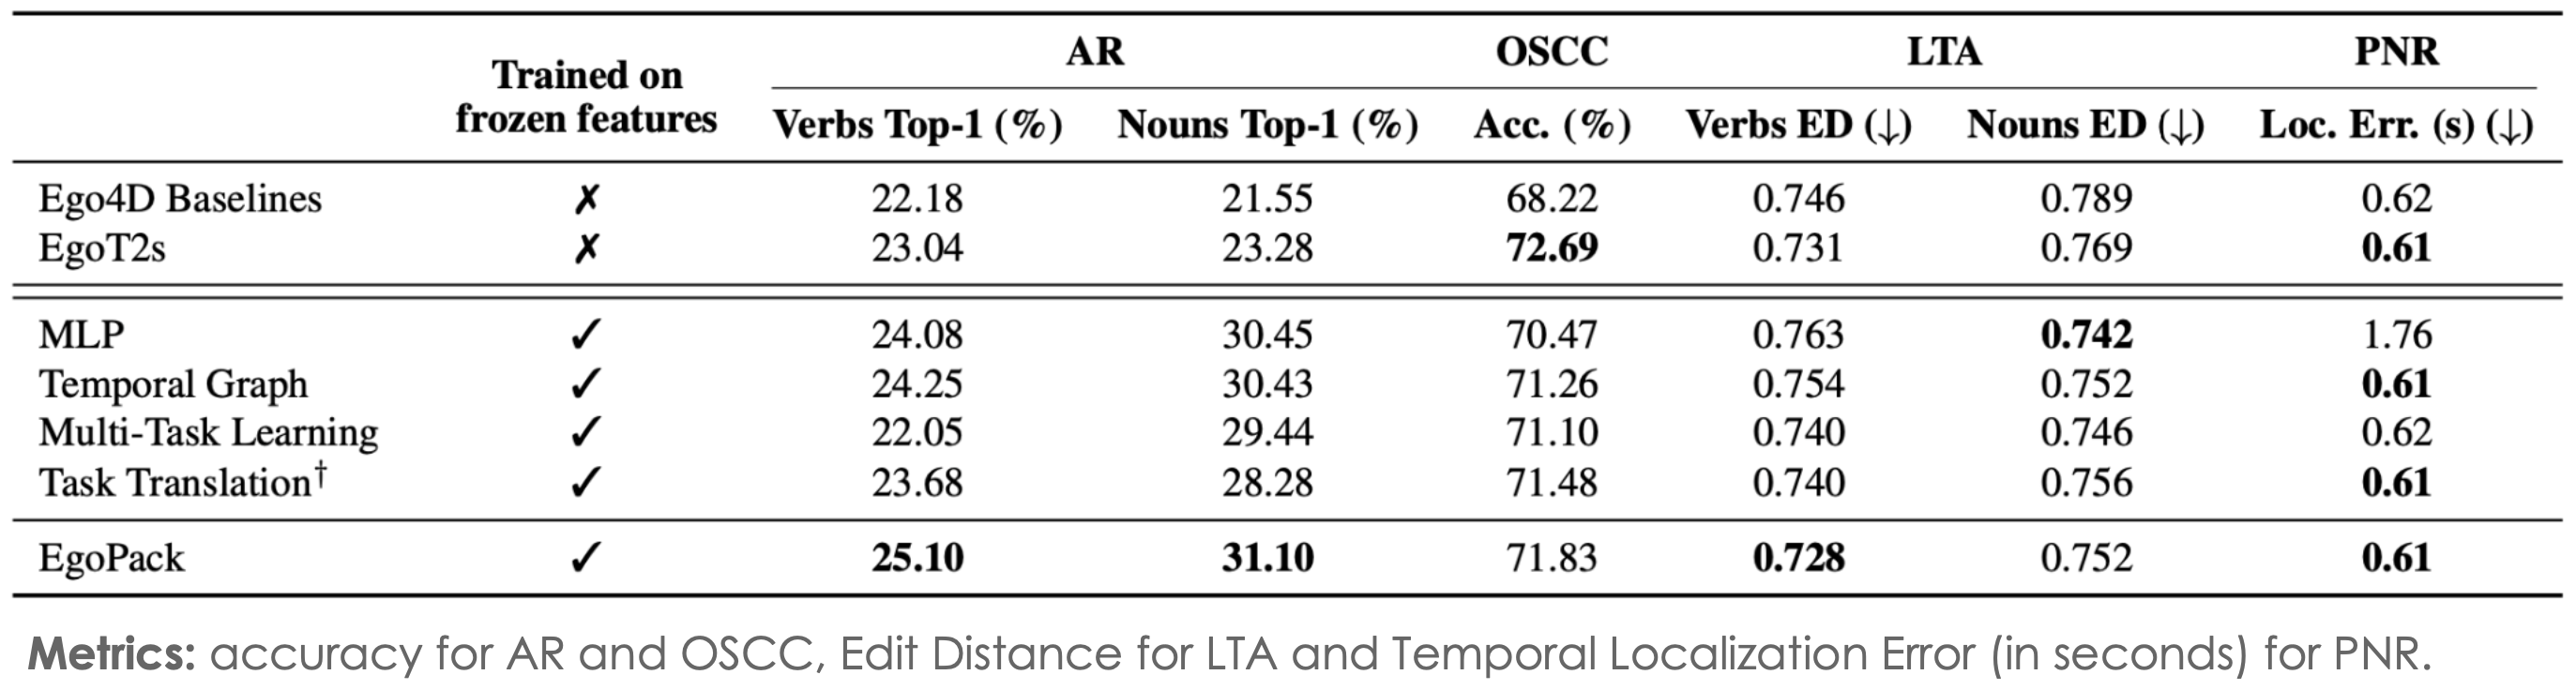 AR OSCC LTA PNR
Trained on
frozen features
Verbs Top-1 (%) Nouns Top-1 (%) Acc. (%) Verbs ED (↓) Nouns ED (↓) Loc. Err. (s) (↓)
Ego4D Baselines ✗ 22.18 21.55 68.22 0.746 0.789 0.62
EgoT2s ✗ 23.04 23.28 72.69 0.731 0.769 0.61
MLP ✓ 24.08 30.45 70.47 0.763 0.742 1.76
Temporal Graph ✓ 24.25 30.43 71.26 0.754 0.752 0.61
Multi-Task Learning ✓ 22.05 29.44 71.10 0.740 0.746 0.62
Task Translation† ✓ 23.68 28.28 71.48 0.740 0.756 0.61
EgoPack ✓ 25.10 31.10 71.83 0.728 0.752 0.61
Metrics: accuracy for AR and OSCC, Edit Distance for LTA and Temporal Localization Error (in seconds) for PNR.